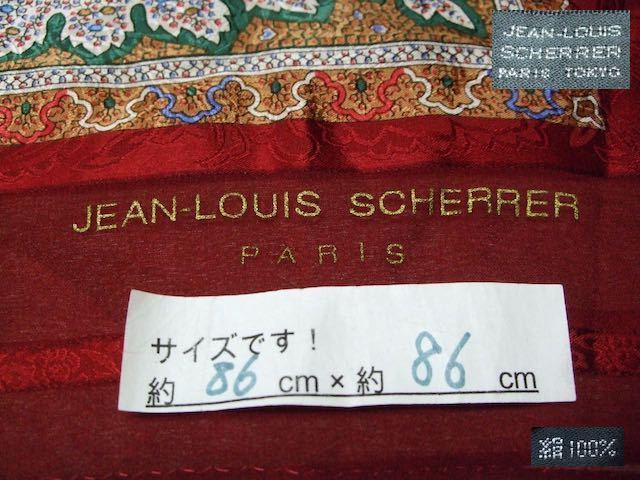 JEAN-LOUIS
SCHERRER
PARIS TOKYO
JEAN-LOUIS SCHERRER
PARIS
サイズです！
約 86 cm × 約 86 cm
絹100%